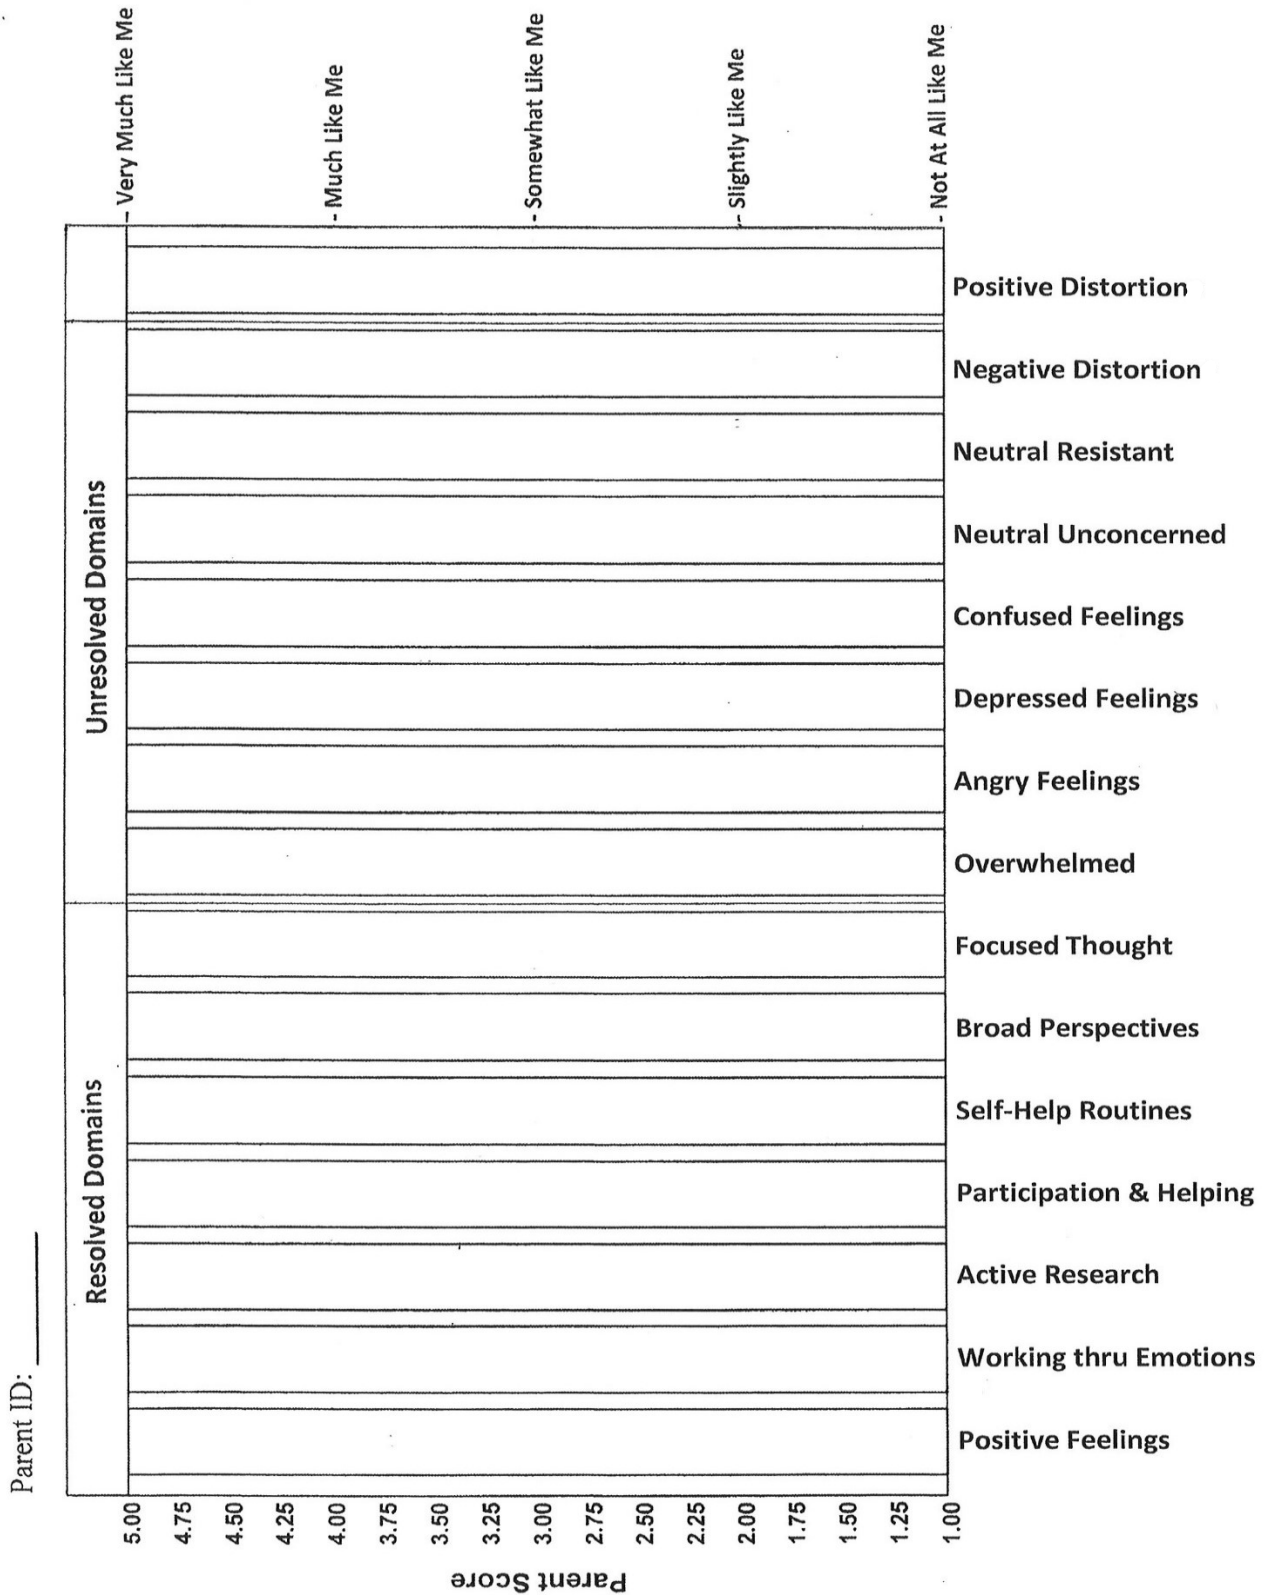 Parent ID: ________
Resolved Domains
Unresolved Domains
Parent Score
5.00
4.75
4.50
4.25
4.00
3.75
3.50
3.25
3.00
2.75
2.50
2.25
2.00
1.75
1.50
1.25
1.00
- Very Much Like Me
- Much Like Me
- Somewhat Like Me
- Slightly Like Me
- Not At All Like Me
Positive Feelings
Working thru Emotions
Active Research
Participation & Helping
Self-Help Routines
Broad Perspectives
Focused Thought
Overwhelmed
Angry Feelings
Depressed Feelings
Confused Feelings
Neutral Unconcerned
Neutral Resistant
Negative Distortion
Positive Distortion